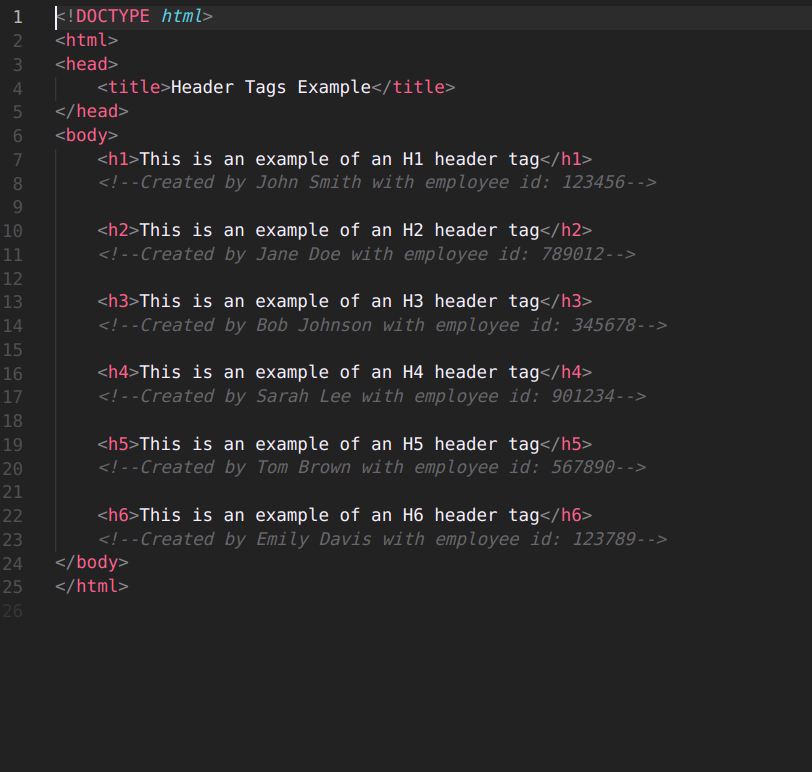 1 <!DOCTYPE html>
2 <html>
3 <head>
4     <title>Header Tags Example</title>
5 </head>
6 <body>
7     <h1>This is an example of an H1 header tag</h1>
8     <!--Created by John Smith with employee id: 123456-->
9
10     <h2>This is an example of an H2 header tag</h2>
11     <!--Created by Jane Doe with employee id: 789012-->
12
13     <h3>This is an example of an H3 header tag</h3>
14     <!--Created by Bob Johnson with employee id: 345678-->
15
16     <h4>This is an example of an H4 header tag</h4>
17     <!--Created by Sarah Lee with employee id: 901234-->
18
19     <h5>This is an example of an H5 header tag</h5>
20     <!--Created by Tom Brown with employee id: 567890-->
21
22     <h6>This is an example of an H6 header tag</h6>
23     <!--Created by Emily Davis with employee id: 123789-->
24 </body>
25 </html>
26